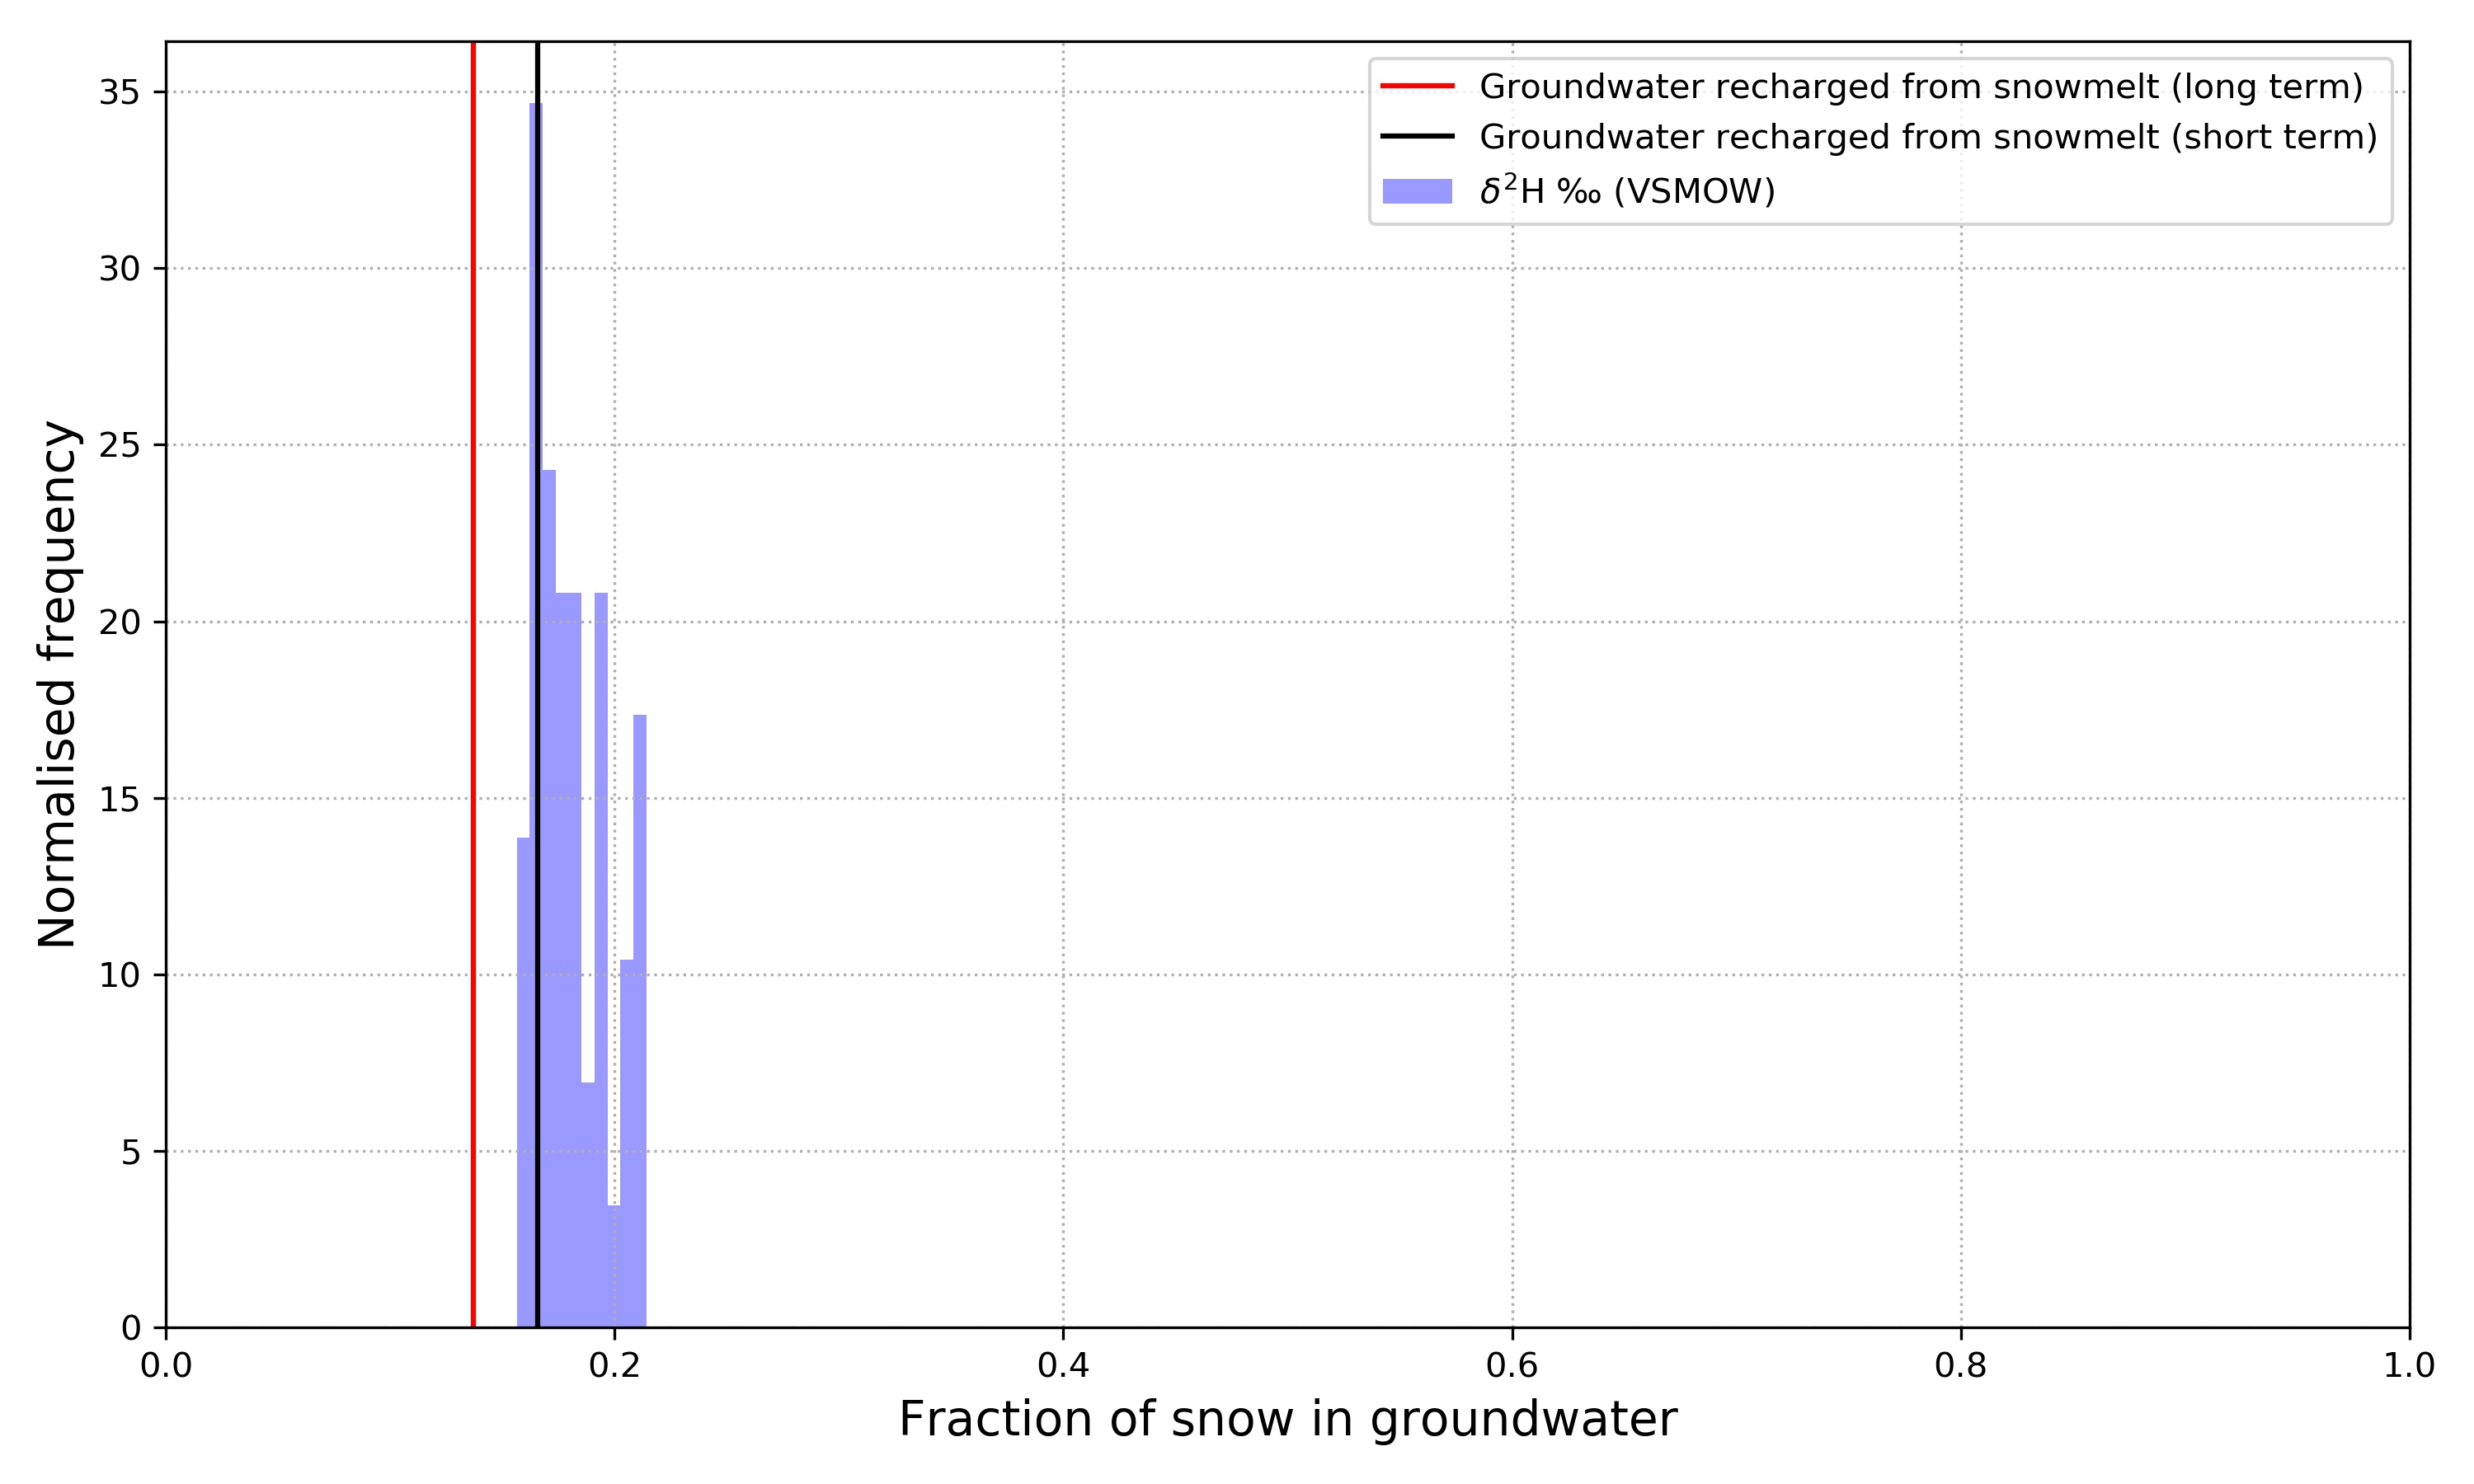 Groundwater recharged from snowmelt (long term)
Groundwater recharged from snowmelt (short term)
δ²H ‰ (VSMOW)
Normalised frequency
35
30
25
20
15
10
5
0
0.0 0.2 0.4 0.6 0.8 1.0
Fraction of snow in groundwater